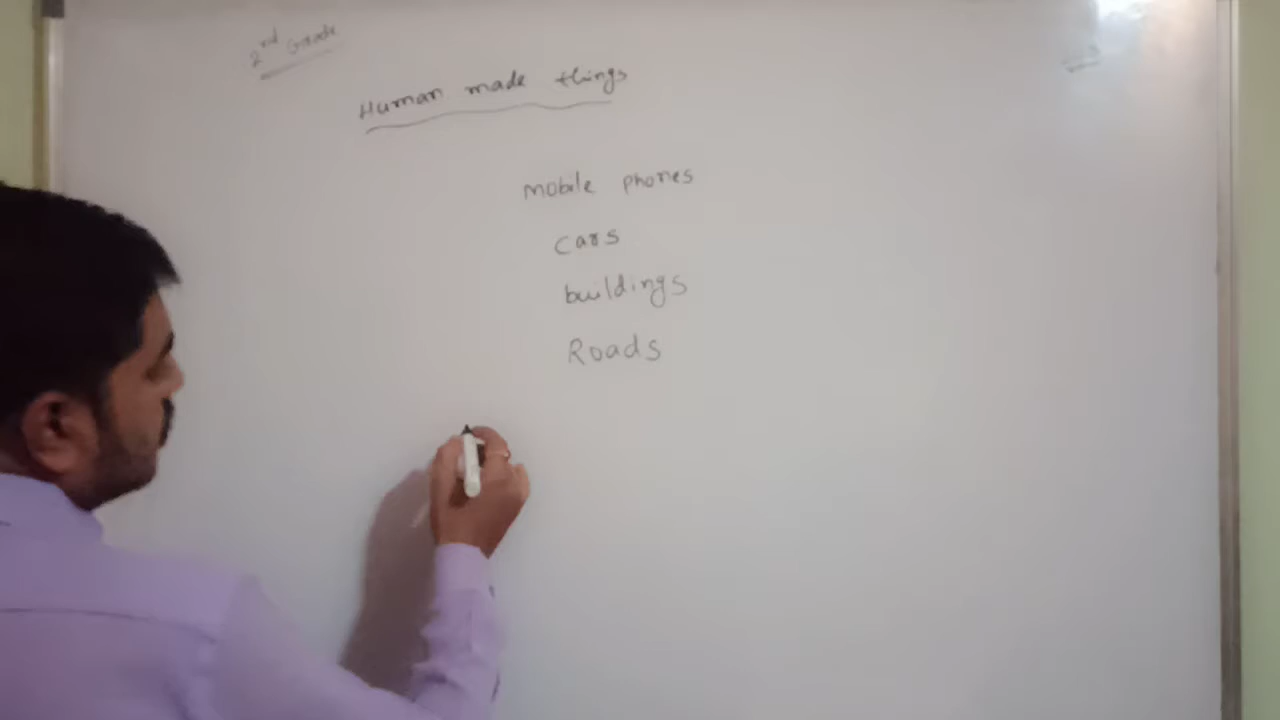 2nd Grade
Human made things
mobile phones
cars
buildings
Roads